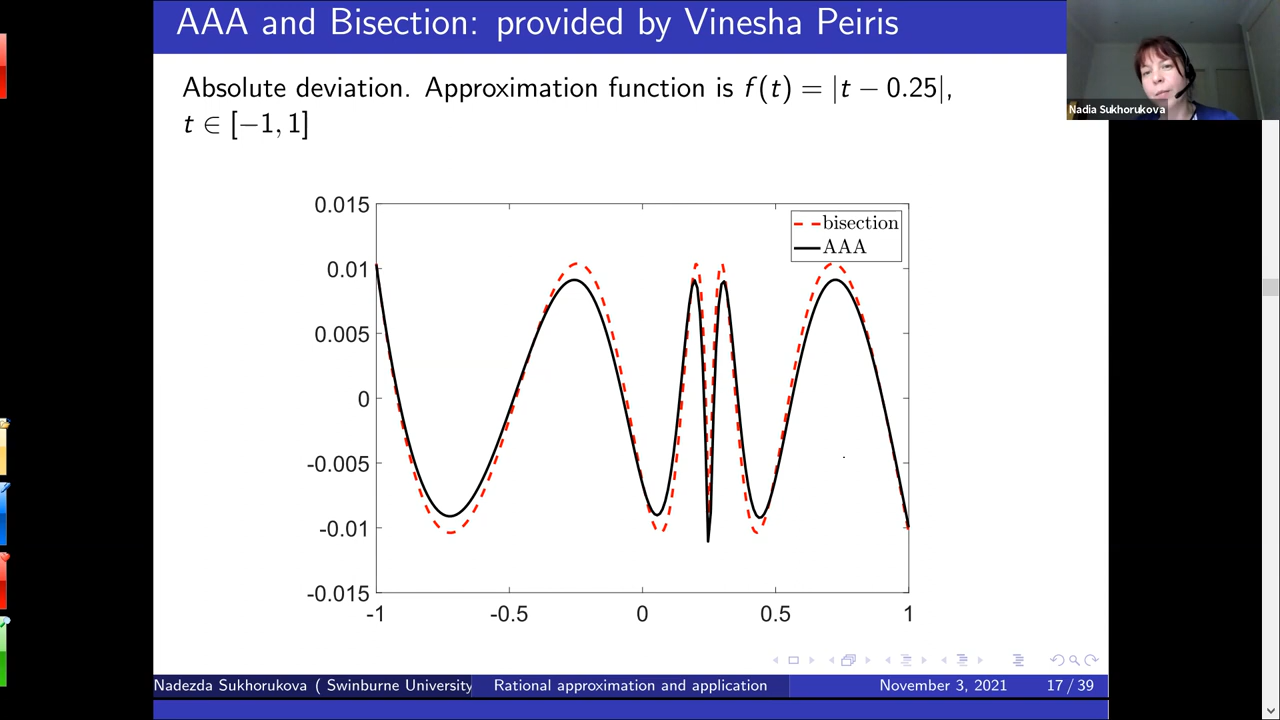 AAA and Bisection: provided by Vinesha Peiris
Nadia Sukhorukova
Absolute deviation. Approximation function is f(t) = |t − 0.25|,
t ∈ [−1, 1]
0.015
0.01
0.005
0
-0.005
-0.01
-0.015
-1
-0.5
0
0.5
1
bisection
AAA
Nadezda Sukhorukova ( Swinburne University
Rational approximation and application
November 3, 2021
17 / 39